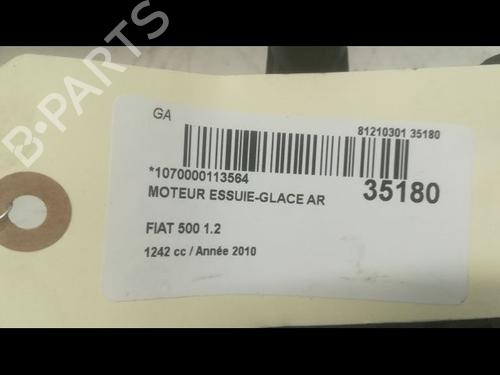 GA
81210301 35180
*1070000113564
MOTEUR ESSUIE-GLACE AR
35180
FIAT 500 1.2
1242 cc / Année 2010
B-PARTS